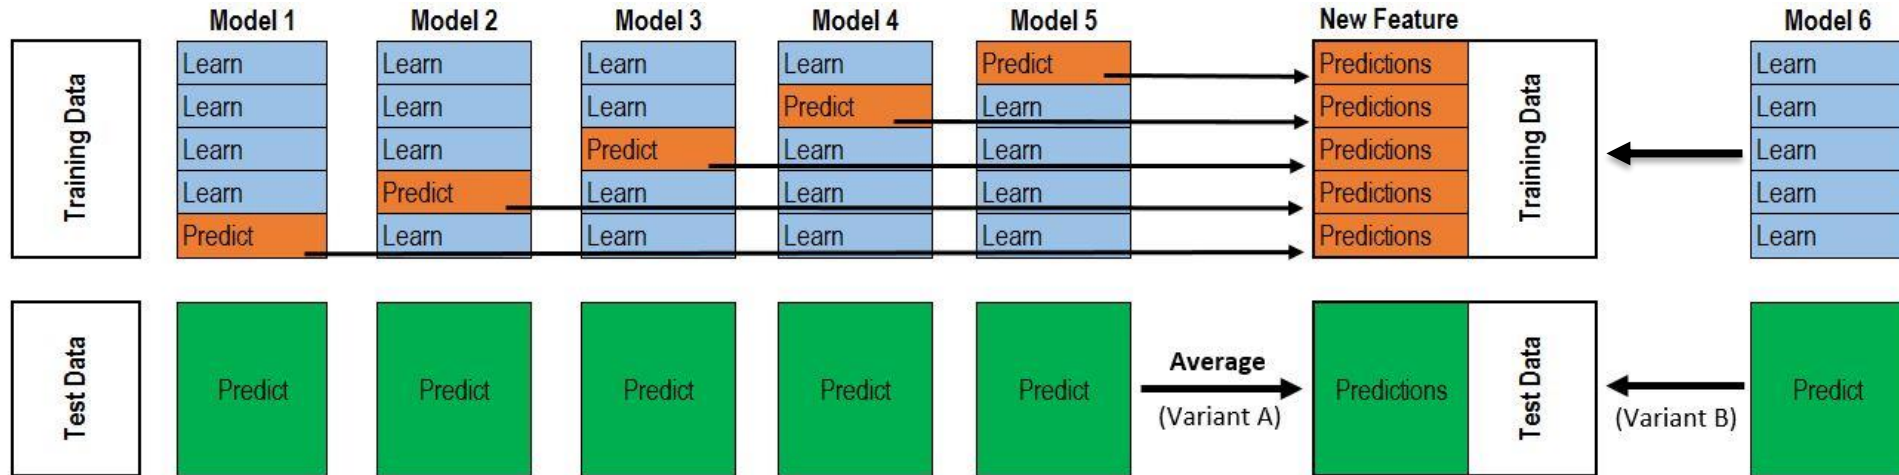 Model 1 Model 2 Model 3 Model 4 Model 5 New Feature Model 6
Training Data
Learn Learn Learn Learn Predict Predictions Learn
Learn Learn Learn Predict Learn Predictions Learn
Learn Learn Predict Learn Learn Predictions Learn
Learn Predict Learn Learn Learn Predictions Learn
Predict Learn Learn Learn Learn Predictions Learn
Training Data
Test Data
Predict Predict Predict Predict Predict
Average
(Variant A)
Predictions
Test Data
(Variant B)
Predict